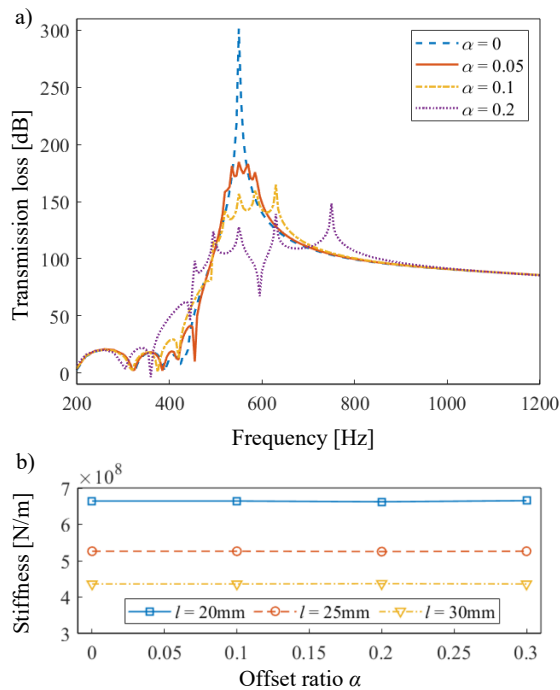 a)
300
250
200
150
100
50
0
Transmission loss [dB]
α = 0
α = 0.05
α = 0.1
α = 0.2
200
400
600
800
1000
1200
Frequency [Hz]
b)
×10⁸
7
6
5
4
3
Stiffness [N/m]
l = 20mm
l = 25mm
l = 30mm
0
0.05
0.10
0.15
0.20
0.25
0.3
Offset ratio α